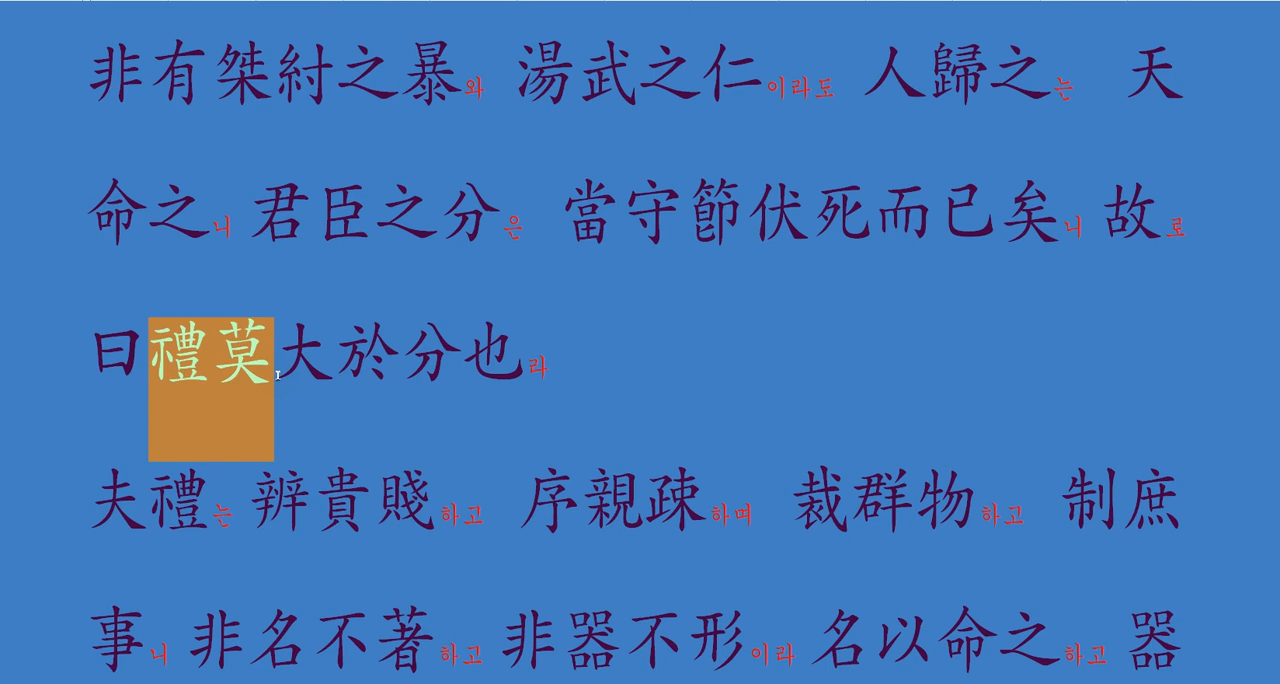 非有桀紂之暴와 湯武之仁이라도 人歸之는 天
命之니 君臣之分은 當守節伏死而已矣니 故로
曰禮莫大於分也라
夫禮는 辨貴賤하고 序親疎하며 裁群物하고 制庶
事니 非名不著하고 非器不形이라 名以命之하고 器